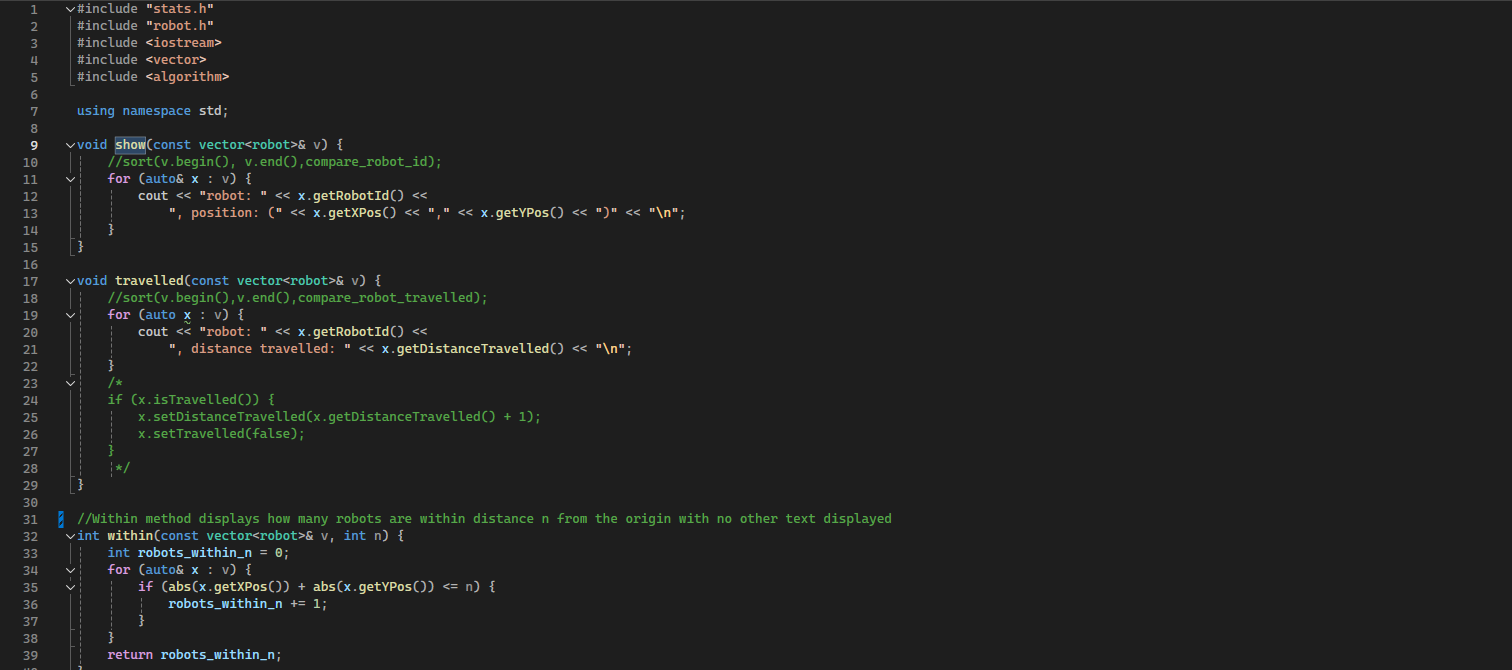 1 #include "stats.h"
2 #include "robot.h"
3 #include <iostream>
4 #include <vector>
5 #include <algorithm>
6
7 using namespace std;
8
9 void show(const vector<robot>& v) {
10     //sort(v.begin(), v.end(),compare_robot_id);
11     for (auto& x : v) {
12         cout << "robot: " << x.getRobotId() <<
13             ", position: (" << x.getXPos() << "," << x.getYPos() << ")" << "\n";
14     }
15 }
16
17 void travelled(const vector<robot>& v) {
18     //sort(v.begin(),v.end(),compare_robot_travelled);
19     for (auto x : v) {
20         cout << "robot: " << x.getRobotId() <<
21             ", distance travelled: " << x.getDistanceTravelled() << "\n";
22     }
23     /*
24     if (x.isTravelled()) {
25         x.setDistanceTravelled(x.getDistanceTravelled() + 1);
26         x.setTravelled(false);
27     }
28      */
29 }
30
31 //Within method displays how many robots are within distance n from the origin with no other text displayed
32 int within(const vector<robot>& v, int n) {
33     int robots_within_n = 0;
34     for (auto& x : v) {
35         if (abs(x.getXPos()) + abs(x.getYPos()) <= n) {
36             robots_within_n += 1;
37         }
38     }
39     return robots_within_n;